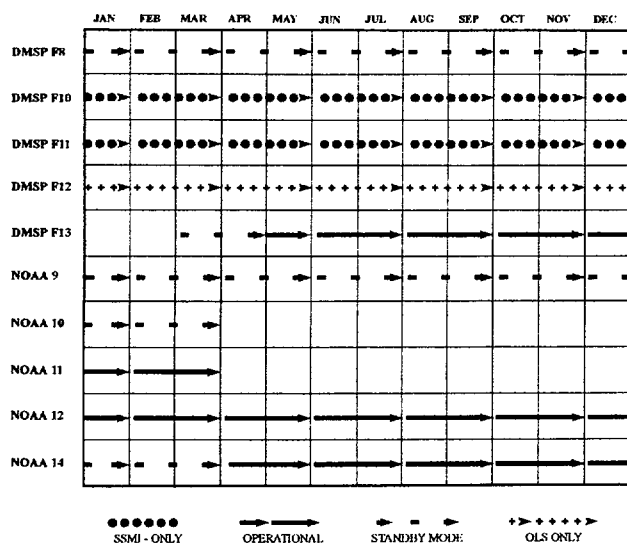 JAN FEB MAR APR MAY JUN JUL AUG SEP OCT NOV DEC
DMSP F8
DMSP F10
DMSP F11
DMSP F12
DMSP F13
NOAA 9
NOAA 10
NOAA 11
NOAA 12
NOAA 14
SSMI - ONLY OPERATIONAL STANDBY MODE OLS ONLY